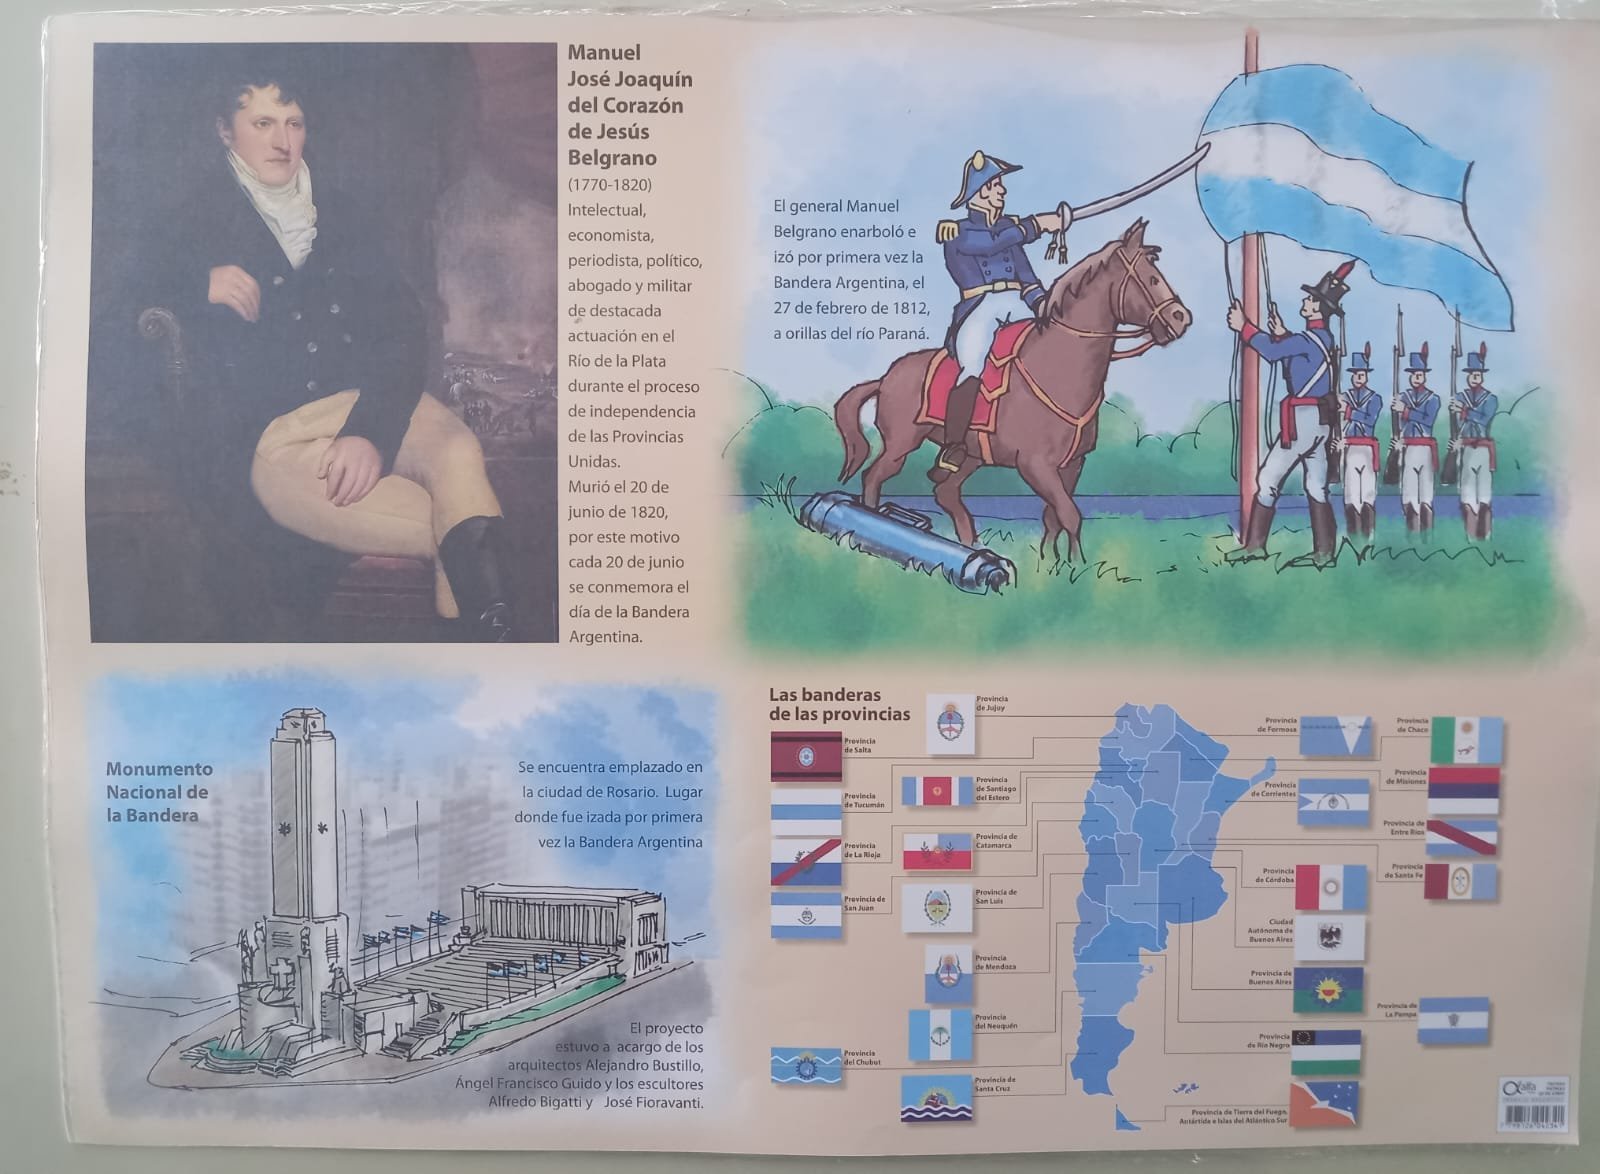 Manuel
José Joaquín
del Corazón
de Jesús
Belgrano
(1770-1820)
Intelectual,
economista,
periodista, político,
abogado y militar
de destacada
actuación en el
Río de la Plata
durante el proceso
de independencia
de las Provincias
Unidas.
Murió el 20 de
junio de 1820,
por este motivo
cada 20 de junio
se conmemora el
día de la Bandera
Argentina.
El general Manuel
Belgrano enarboló e
izó por primera vez la
Bandera Argentina, el
27 de febrero de 1812,
a orillas del río Paraná.
Monumento
Nacional de
la Bandera
Se encuentra emplazado en
la ciudad de Rosario. Lugar
donde fue izada por primera
vez la Bandera Argentina
El proyecto
estuvo a acargo de los
arquitectos Alejandro Bustillo,
Ángel Francisco Guido y los escultores
Alfredo Bigatti y José Fioravanti.
Las banderas
de las provincias
Provincia
de Jujuy
Provincia
de Salta
Provincia
de Santiago
del Estero
Provincia
de Tucumán
Provincia de
Catamarca
Provincia
de La Rioja
Provincia de
San Luis
Provincia de
San Juan
Provincia
de Mendoza
Provincia
del Neuquén
Provincia
del Chubut
Provincia de
Santa Cruz
Provincia
de Formosa
Provincia
de Chaco
Provincia
de Misiones
Provincia
de Corrientes
Provincia de
Entre Ríos
Provincia
de Santa Fe
Provincia
de Córdoba
Ciudad
Autónoma de
Buenos Aires
Provincia de
Buenos Aires
Provincia de
La Pampa
Provincia
de Río Negro
Provincia de Tierra del Fuego,
Antártida e Islas del Atlántico Sur
alfa